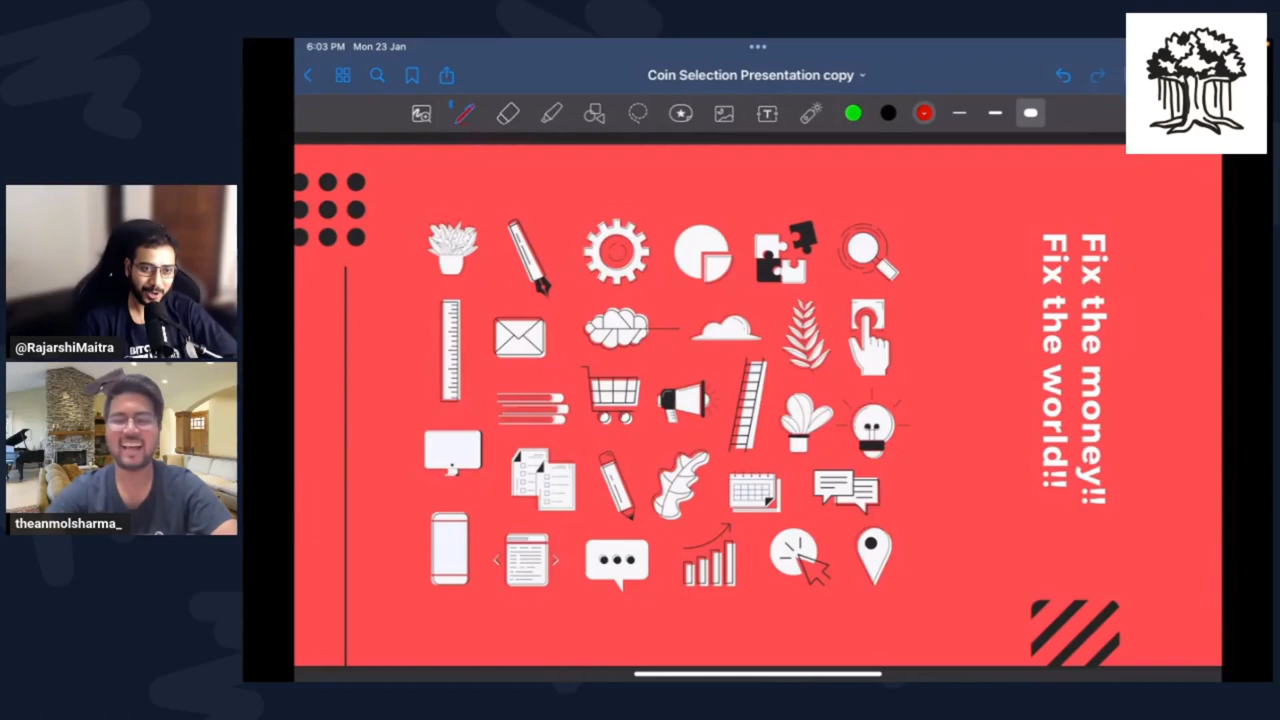 6:03 PM Mon 23 Jan
Coin Selection Presentation copy
T
Fix the money!!
Fix the world!!
@RajarshiMaitra
theanmolsharma_